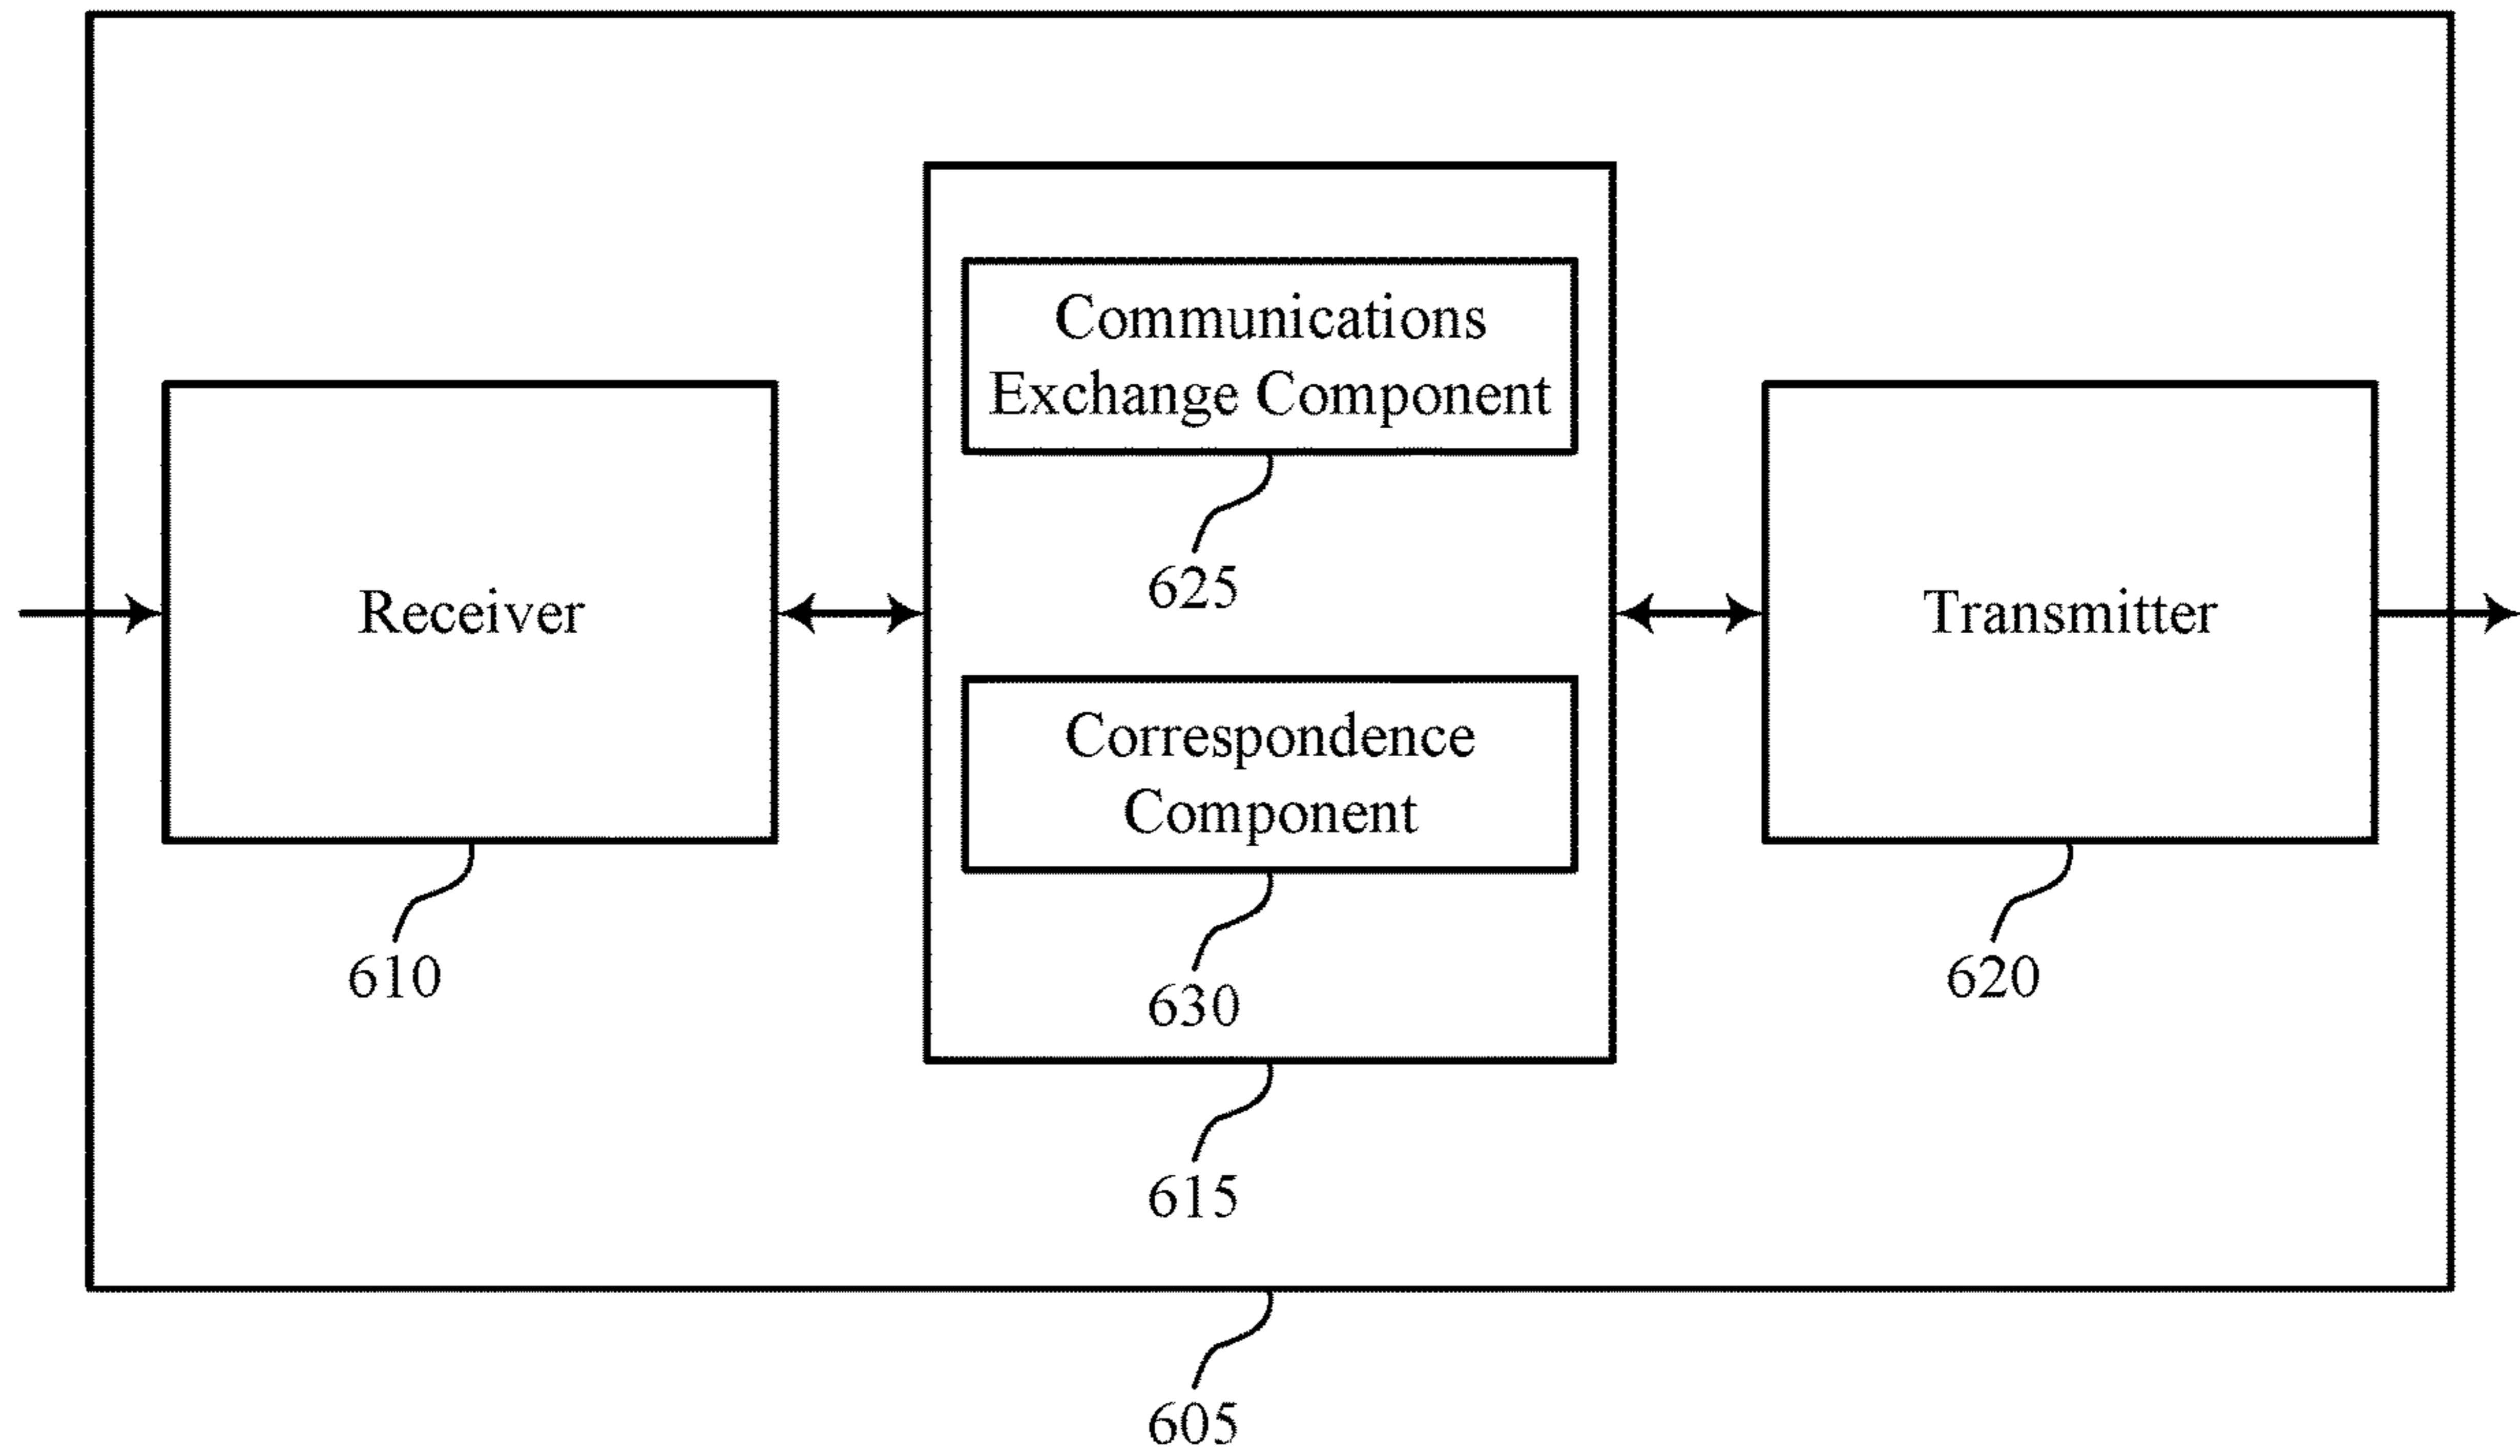 Communications
Exchange Component
625
Receiver
Transmitter
Correspondence
Component
610
630
620
615
605